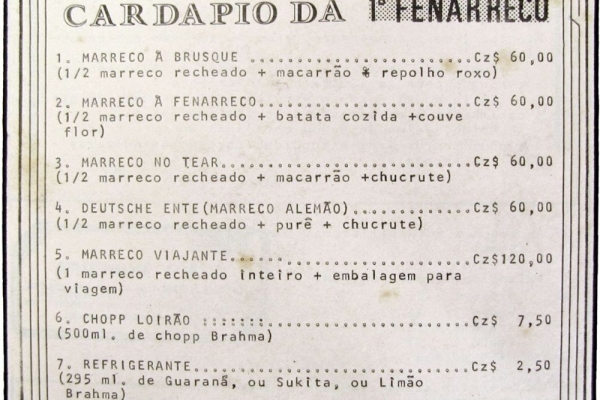 CARDÁPIO DA 1ª FENARRECO
1. MARRECO À BRUSQUE ..............................Cz$ 60,00
(1/2 marreco recheado + macarrão % repolho roxo)
2. MARRECO À FENARRECO..............................Cz$ 60,00
(1/2 marreco recheado + batata cozida +couve
flor)
3. MARRECO NO TEAR..............................Cz$ 60,00
(1/2 marreco recheado + macarrão +chucrute)
4. DEUTSCHE ENTE(MARRECO ALEMÃO)...............Cz$ 60,00
(1/2 marreco recheado + purê + chucrute)
5. MARRECO VIAJANTE..............................Cz$120,00
(1 marreco recheado inteiro + embalagem para
viagem)
6. CHOPP LOIRÃO ::::::::..............................Cz$ 7,50
(500ml. de chopp Brahma)
7. REFRIGERANTE..............................Cz$ 2,50
(295 ml. de Guaraná, ou Sukita, ou Limão
Brahma)